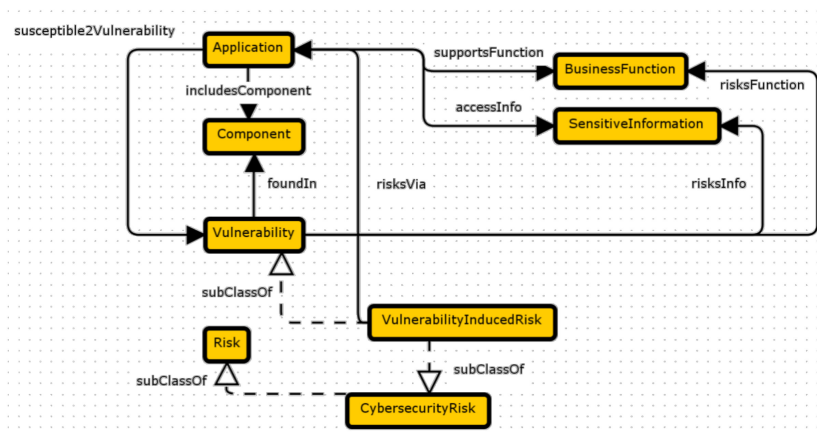 susceptible2Vulnerability
Application
supportsFunction
BusinessFunction
risksFunction
includesComponent
accessInfo
SensitiveInformation
Component
foundIn
risksVia
risksInfo
Vulnerability
subClassOf
VulnerabilityInducedRisk
Risk
subClassOf
subClassOf
CybersecurityRisk